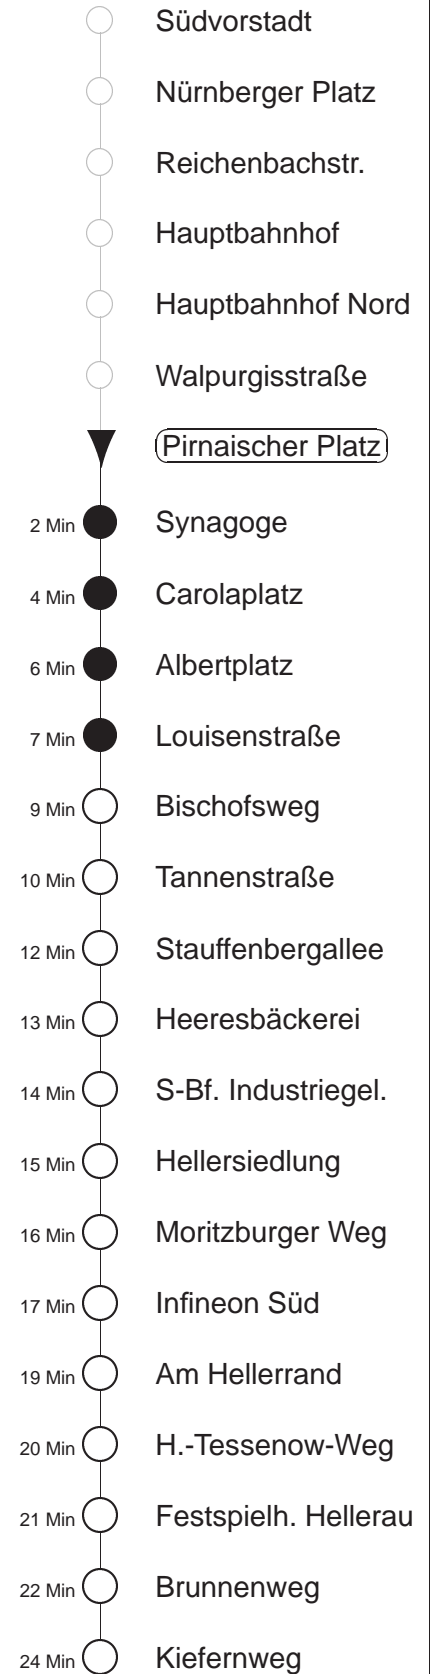 Südvorstadt
Nürnberger Platz
Reichenbachstr.
Hauptbahnhof
Hauptbahnhof Nord
Walpurgisstraße
Pirnaischer Platz
2 Min Synagoge
4 Min Carolaplatz
6 Min Albertplatz
7 Min Louisenstraße
9 Min Bischofsweg
10 Min Tannenstraße
12 Min Stauffenbergallee
13 Min Heeresbäckerei
14 Min S-Bf. Industriegel.
15 Min Hellersiedlung
16 Min Moritzburger Weg
17 Min Infineon Süd
19 Min Am Hellerrand
20 Min H.-Tessenow-Weg
21 Min Festspielh. Hellerau
22 Min Brunnenweg
24 Min Kiefernweg